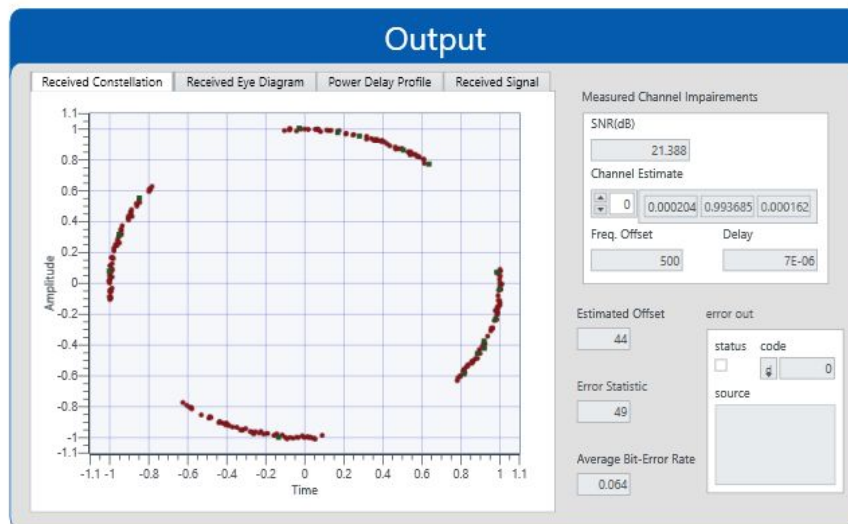 Output
Received Constellation Received Eye Diagram Power Delay Profile Received Signal
1.1
1
0.8
0.6
0.4
0.2
0
-0.2
-0.4
-0.6
-0.8
-1
-1.1
Amplitude
-1.1 -1 -0.8 -0.6 -0.4 -0.2 0 0.2 0.4 0.6 0.8 1 1.1
Time
Measured Channel Impairements
SNR(dB)
21.388
Channel Estimate
0 0.000204 0.993685 0.000162
Freq. Offset Delay
500 7E-06
Estimated Offset
44
Error Statistic
49
Average Bit-Error Rate
0.064
error out
status code
d 0
source